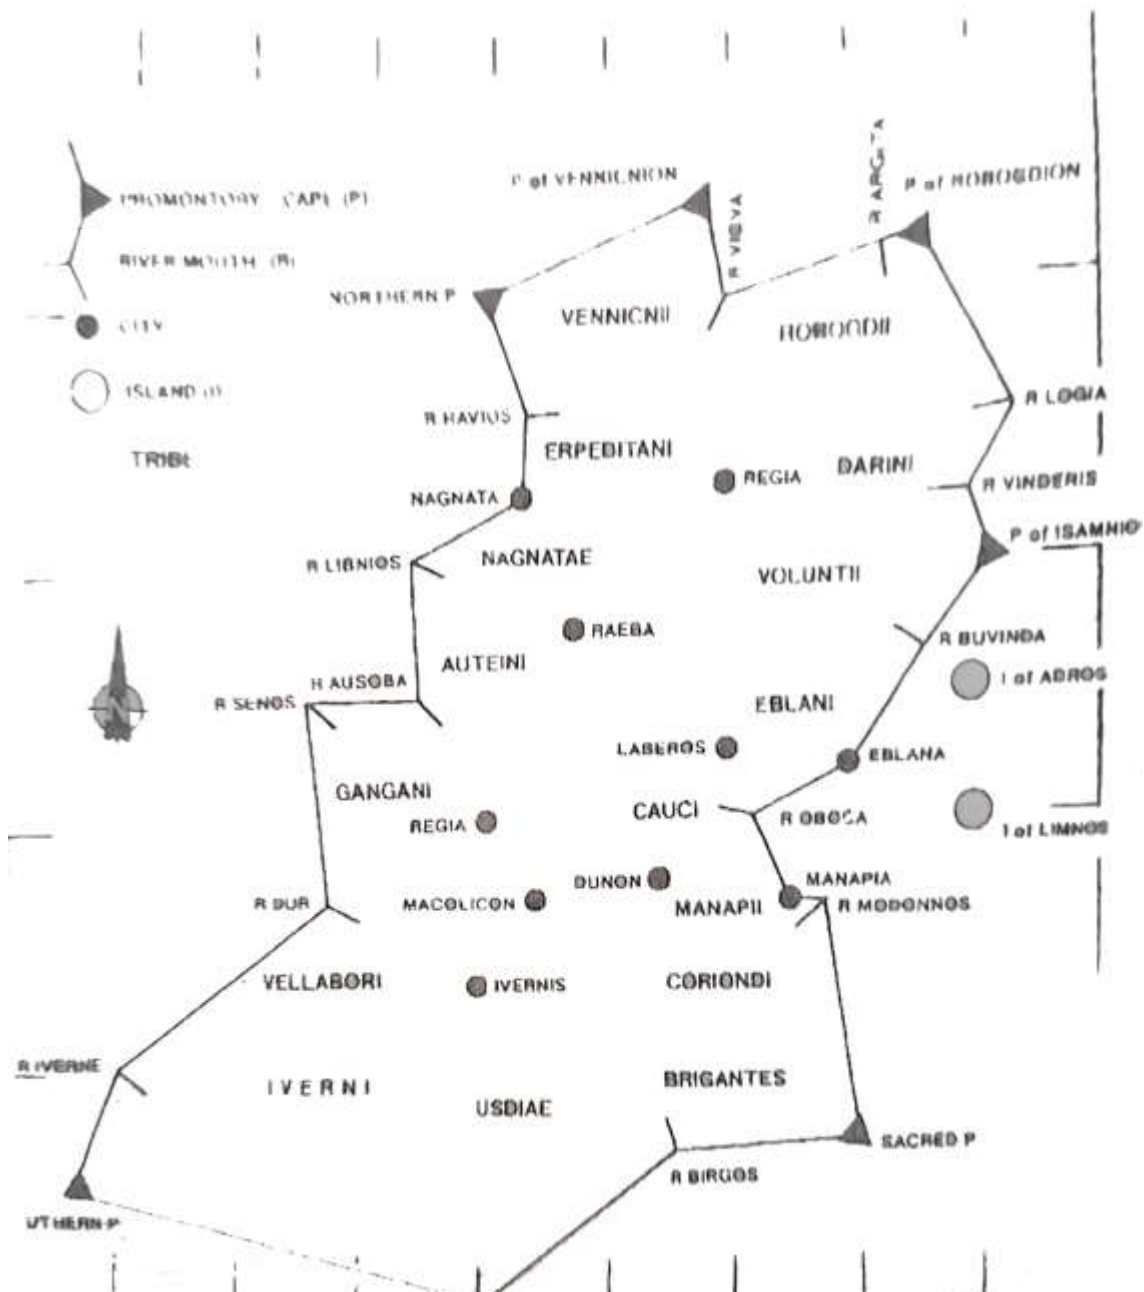 P of VENNICNION
R VIDVA
R ARGITA
P of ROBOGDION
PROMONTORY CAPE (P)
RIVER MOUTH (R)
CITY
ISLAND (I)
TRIBE
NORTHERN P
VENNICNII
ROBOGDII
R RAVIOS
R LOGIA
ERPEDITANI
DARINI
REGIA
R VINDERIS
NAGNATA
P of ISAMNIO
R LIBNIOS
NAGNATAE
VOLUNTII
RAEBA
R BUVINDA
AUTEINI
R AUSOBA
R SENOS
I of ADROS
EBLANI
LABEROS
EBLANA
GANGANI
CAUCI
R OBOCA
REGIA
I of LIMNOS
DUNON
MANAPIA
R DUR
MACOLICON
MANAPII
R MODONNOS
VELLABORI
IVERNIS
CORIONDI
R IVERNE
IVERNI
BRIGANTES
USDIAE
SACRED P
R BIRGOS
UTHERN P